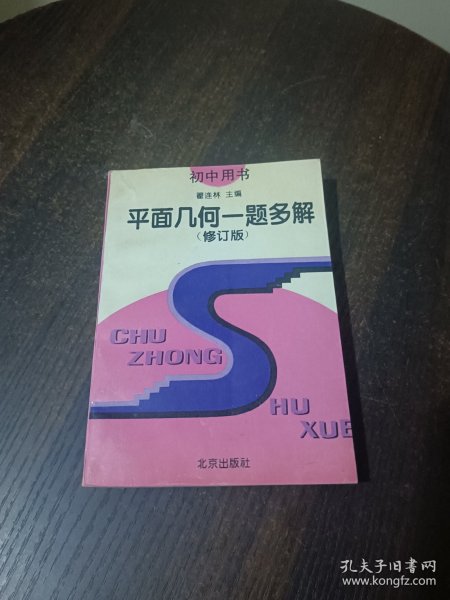 初中用书
瞿连林 主编
平面几何一题多解
(修订版)
CHU
ZHONG
SHU
XUE
北京出版社
孔夫子旧书网
www.kongfz.com